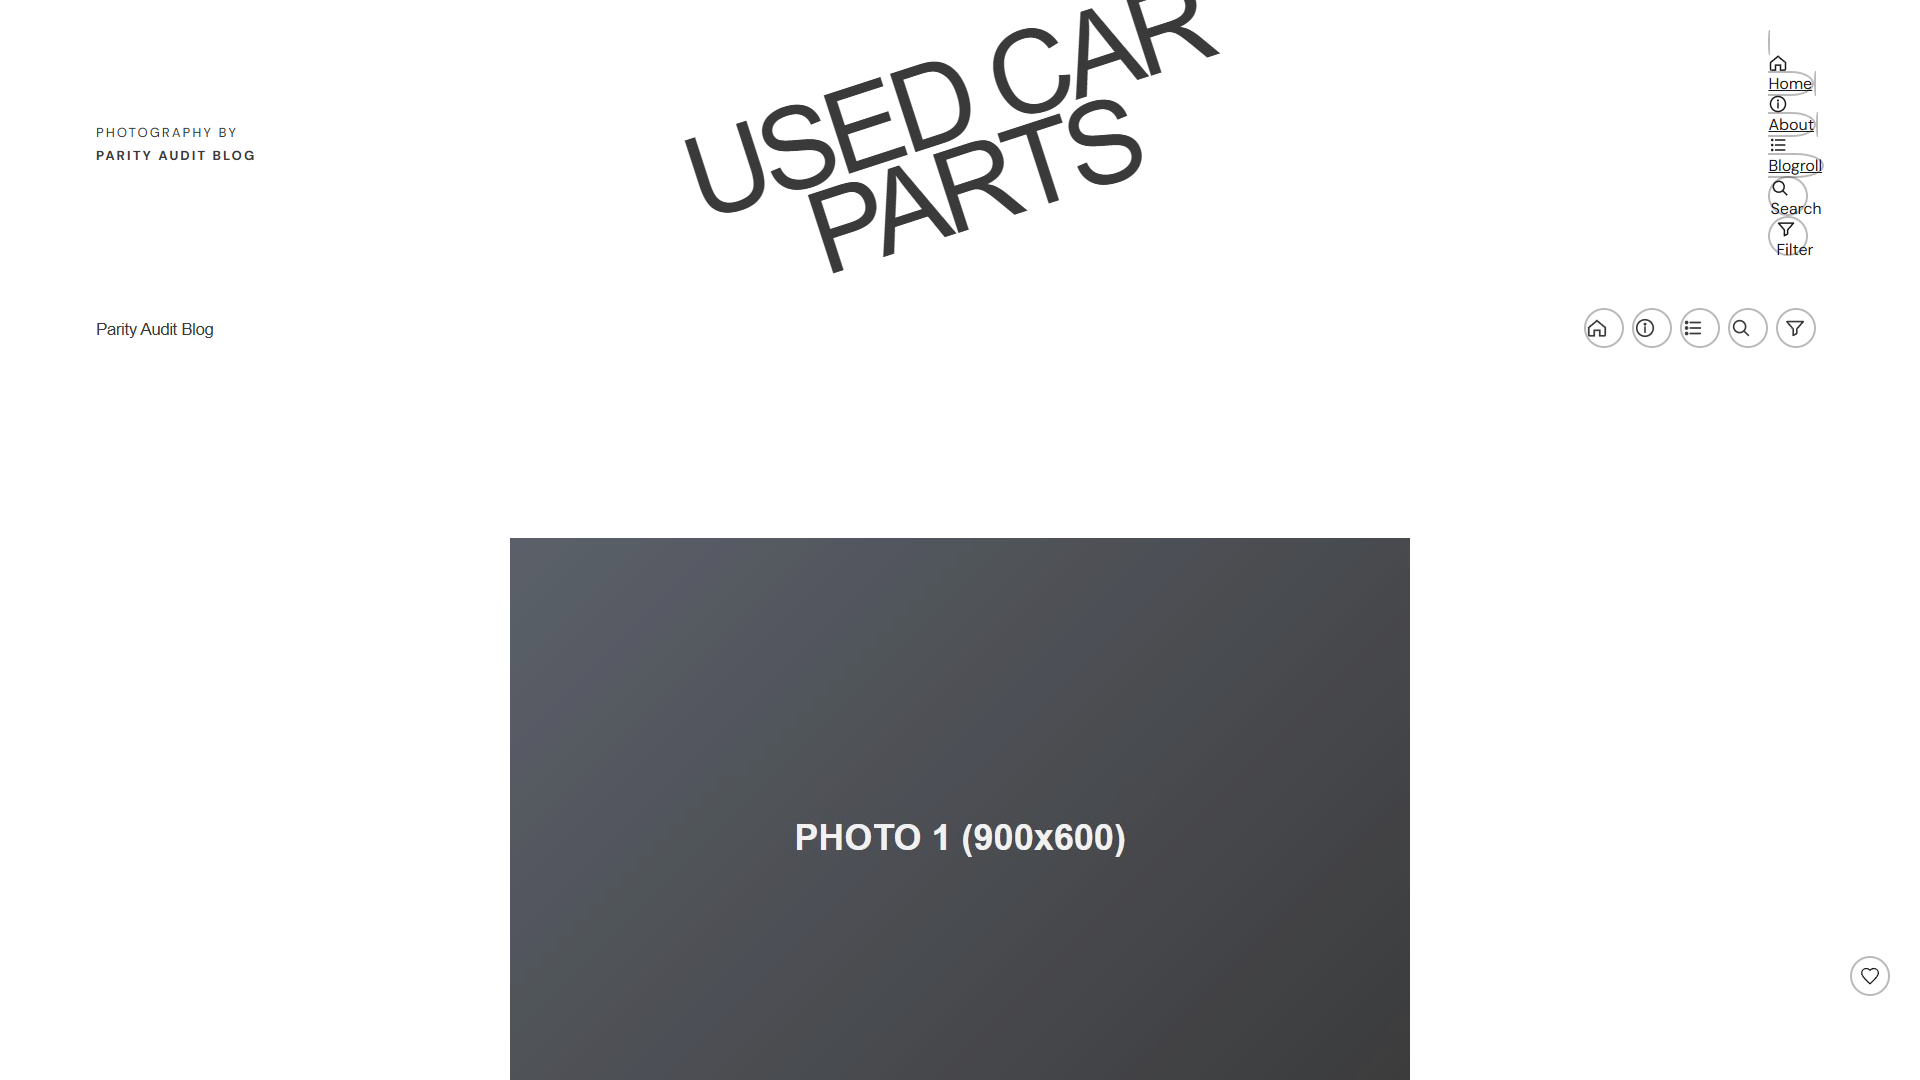 USED CAR
PARTS
PHOTOGRAPHY BY
PARITY AUDIT BLOG
Home
About
Blogroll
Search
Filter
Parity Audit Blog
PHOTO 1 (900x600)